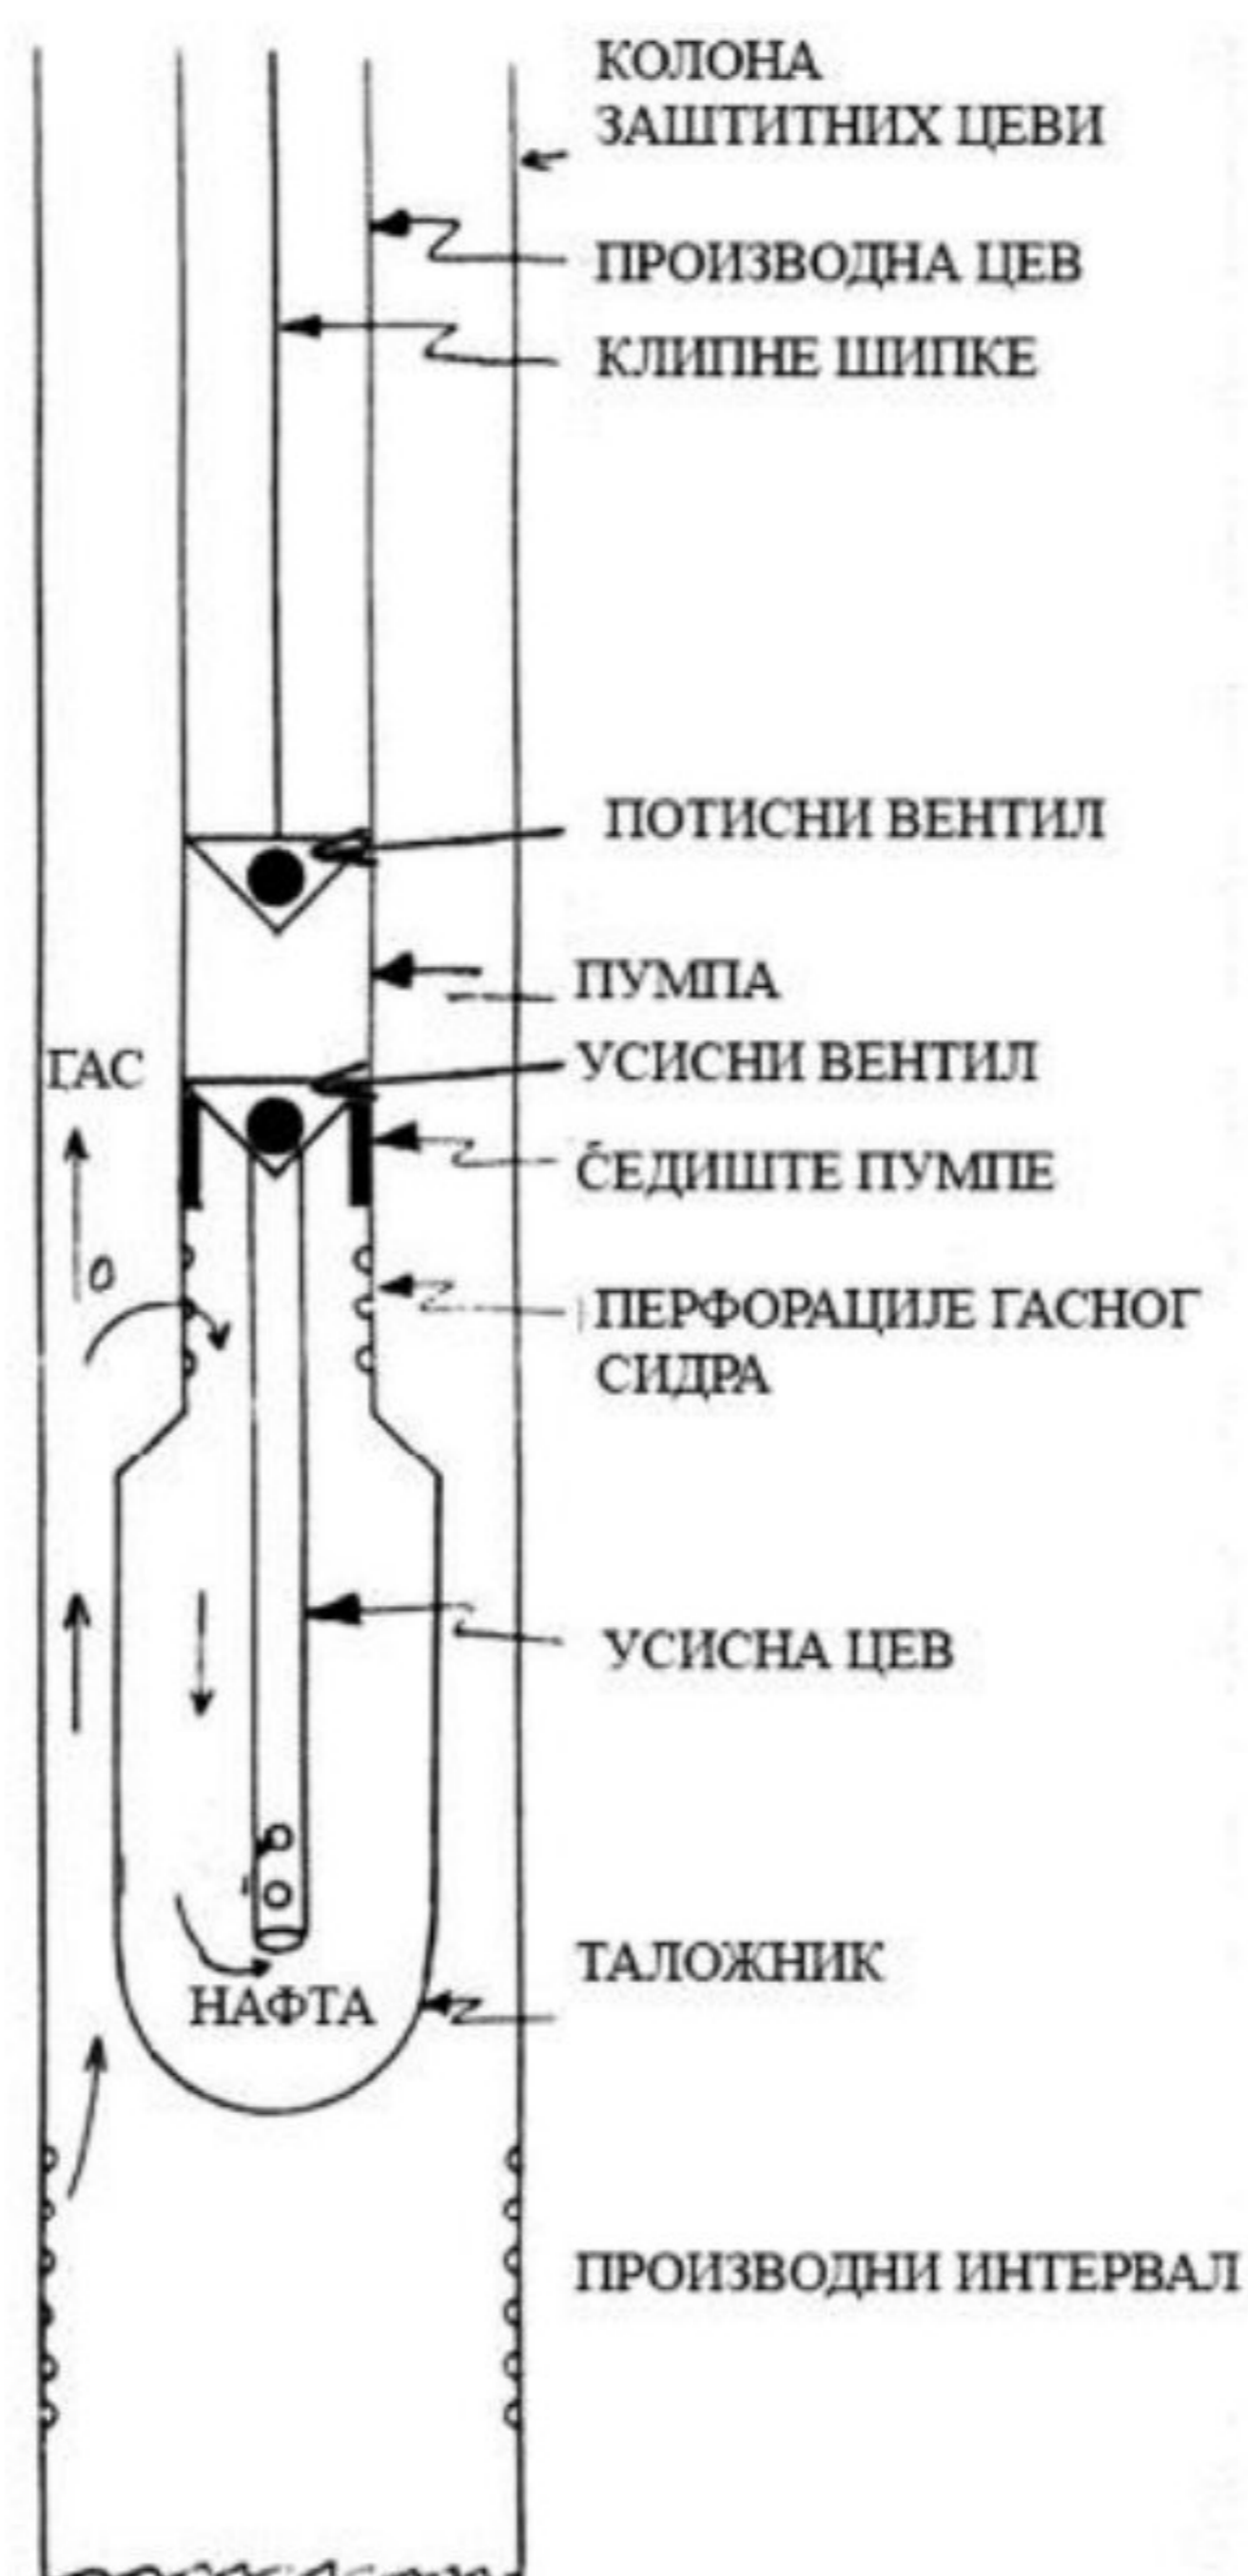 КОЛОНА
ЗАШТИТНИХ ЦЕВИ
ПРОИЗВОДНА ЦЕВ
КЛИПНЕ ШИПКЕ
ПОТИСНИ ВЕНТИЛ
ПУМПА
ГАС
УСИСНИ ВЕНТИЛ
СЕДИШТЕ ПУМПЕ
ПЕРФОРАЦИЈЕ ГАСНОГ
СИДРА
УСИСНА ЦЕВ
ТАЛОЖНИК
НАФТА
ПРОИЗВОДНИ ИНТЕРВАЛ